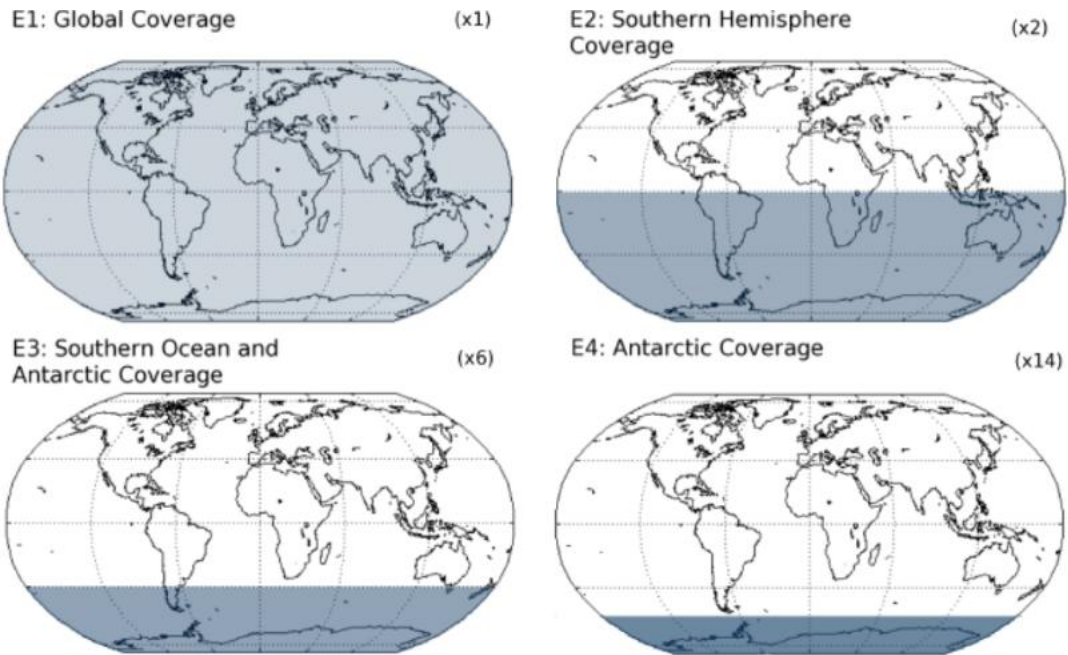 E1: Global Coverage (x1)
E2: Southern Hemisphere
Coverage
(x2)
E3: Southern Ocean and
Antarctic Coverage
(x6)
E4: Antarctic Coverage
(x14)